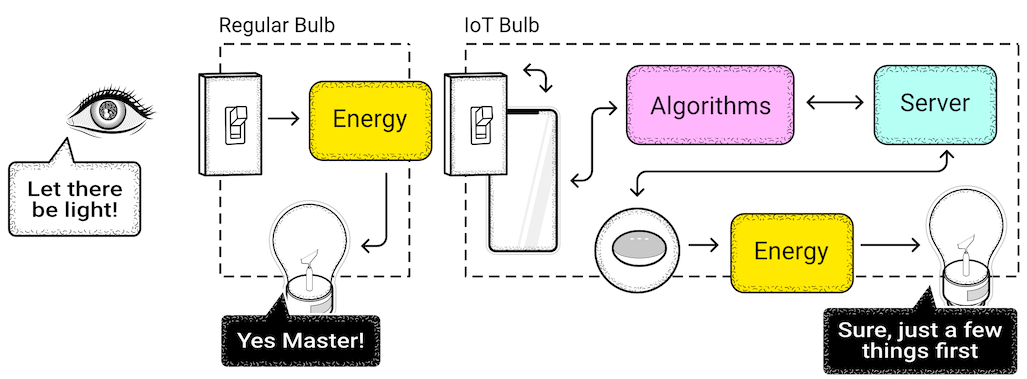 Regular Bulb
IoT Bulb
Let there
be light!
Energy
Yes Master!
Algorithms
Server
Energy
Sure, just a few
things first